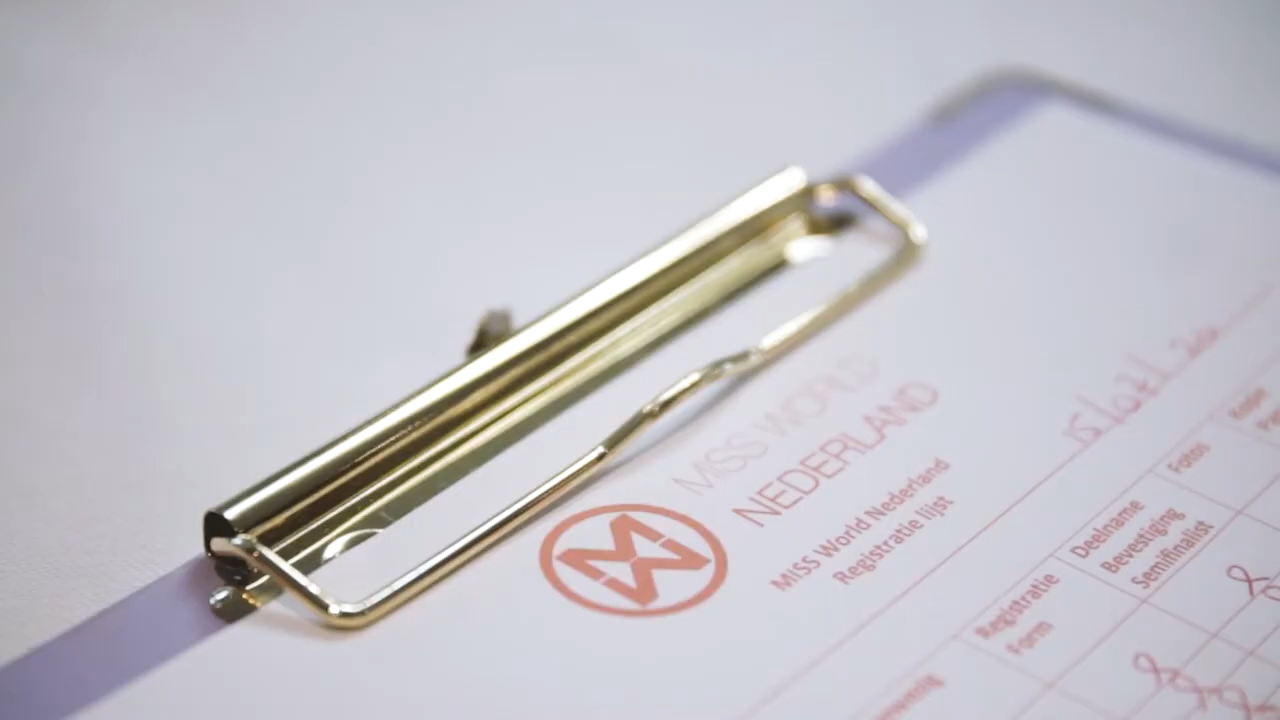 MISS WORLD
NEDERLAND
MISS World Nederland
Registratie lijst
Fotos
Deelname
Bevestiging
Semifinalist
Registratie
Form